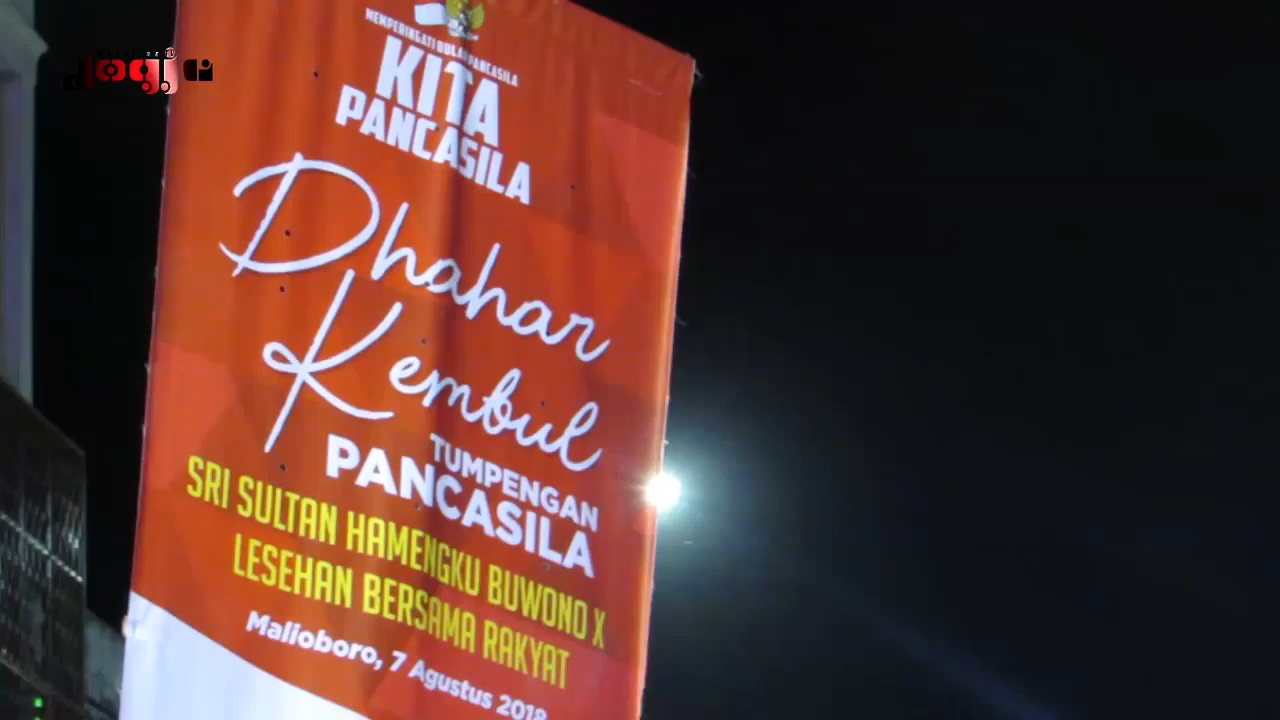 jogja
MEMPERINGATI BULAN PANCASILA
KITA
PANCASILA
Dhahar
Kembul
TUMPENGAN
PANCASILA
SRI SULTAN HAMENGKU BUWONO X
LESEHAN BERSAMA RAKYAT
Malioboro, 7 Agustus 2018